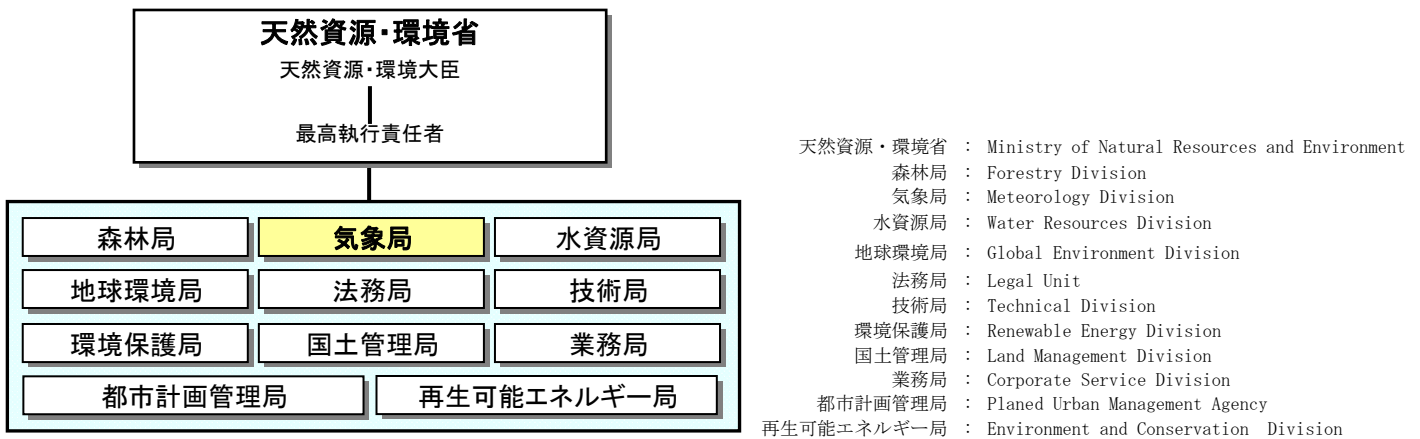 天然資源・環境省
天然資源・環境大臣
最高執行責任者
森林局 気象局 水資源局
地球環境局 法務局 技術局
環境保護局 国土管理局 業務局
都市計画管理局 再生可能エネルギー局
天然資源・環境省 : Ministry of Natural Resources and Environment
森林局 : Forestry Division
気象局 : Meteorology Division
水資源局 : Water Resources Division
地球環境局 : Global Environment Division
法務局 : Legal Unit
技術局 : Technical Division
環境保護局 : Renewable Energy Division
国土管理局 : Land Management Division
業務局 : Corporate Service Division
都市計画管理局 : Planed Urban Management Agency
再生可能エネルギー局 : Environment and Conservation Division